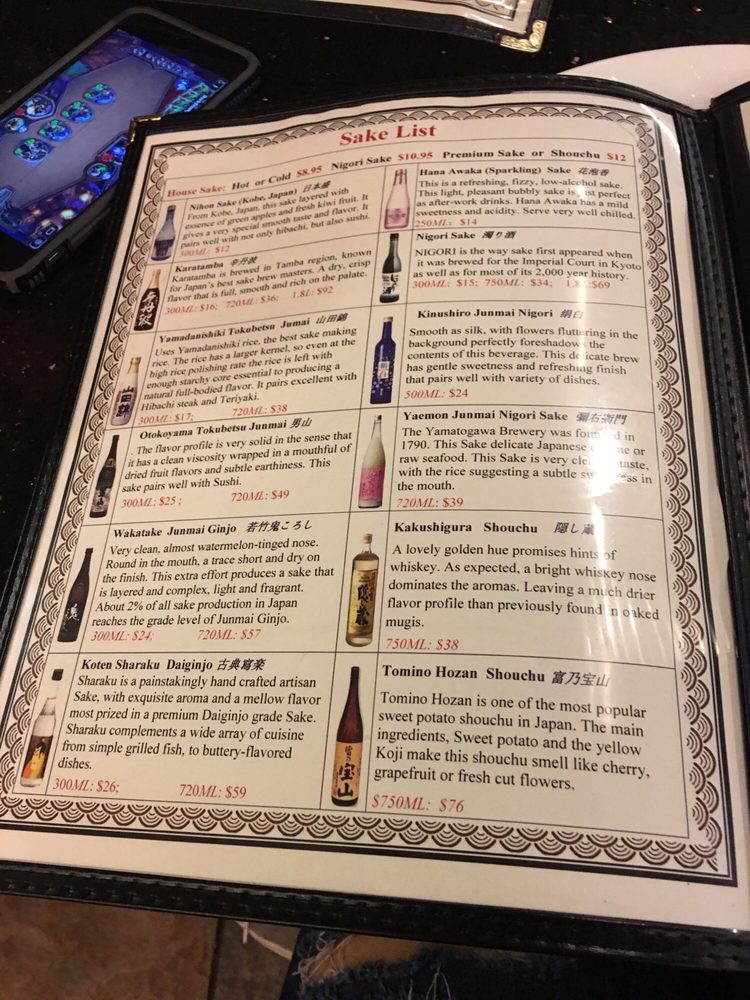 Sake List
House Sake: Hot or Cold $8.95 Nigori Sake $10.95 Premium Sake or Shouchu $12
Nihon Sake (Kobe, Japan) 日本盛
From Kobe, Japan, this sake layered with
essence of green apples and fresh kiwi fruit. It
gives a very special smooth taste and flavor. It
pairs well with not only hibachi, but also sushi.
300ML: $12
Karatamba 辛丹波
Karatamba is brewed in Tamba region, known
for Japan's best sake brew masters. A dry, crisp
flavor that is full, smooth and rich on the palate.
300ML: $16; 720ML: $36; 1.8L: $92
Yamadanishiki Tokubetsu Jumai 山田錦
Uses Yamadanishiki rice, the best sake making
rice. The rice has a larger kernel, so even at the
high rice polishing rate the rice is left with
enough starchy core essential to producing a
natural full-bodied flavor. It pairs excellent with
Hibachi steak and Teriyaki.
300ML: $17; 720ML: $38
Otokoyama Tokubetsu Junmai 男山
. The flavor profile is very solid in the sense that
it has a clean viscosity wrapped in a mouthful of
dried fruit flavors and subtle earthiness. This
sake pairs well with Sushi.
300ML: $25 ; 720ML: $49
Wakatake Junmai Ginjo 若竹鬼ころし
Very clean, almost watermelon-tinged nose.
Round in the mouth, a trace short and dry on
the finish. This extra effort produces a sake that
is layered and complex, light and fragrant.
About 2% of all sake production in Japan
reaches the grade level of Junmai Ginjo.
300ML: $24; 720ML: $57
Koten Sharaku Daiginjo 古典寫楽
Sharaku is a painstakingly hand crafted artisan
Sake, with exquisite aroma and a mellow flavor
most prized in a premium Daiginjo grade Sake.
Sharaku complements a wide array of cuisine
from simple grilled fish, to buttery-flavored
dishes.
300ML: $26; 720ML: $59
Hana Awaka (Sparkling) Sake 花泡香
This is a refreshing, fizzy, low-alcohol sake.
This light, pleasant bubbly sake is just perfect
as after-work drinks. Hana Awaka has a mild
sweetness and acidity. Serve very well chilled.
250ML: $14
Nigori Sake 濁り酒
NIGORI is the way sake first appeared when
it was brewed for the Imperial Court in Kyoto
as well as for most of its 2,000 year history.
300ML: $15; 750ML: $34; 1.8L: $69
Kinushiro Junmai Nigori 絹白
Smooth as silk, with flowers fluttering in the
background perfectly foreshadows the
contents of this beverage. This delicate brew
has gentle sweetness and refreshing finish
that pairs well with variety of dishes.
500ML: $24
Yaemon Junmai Nigori Sake 彌右衛門
The Yamatogawa Brewery was founded in
1790. This Sake delicate Japanese or
raw seafood. This Sake is very taste,
with the rice suggesting a subtle sweetness in
the mouth.
720ML: $39
Kakushigura Shouchu 隠し蔵
A lovely golden hue promises hints of
whiskey. As expected, a bright whiskey nose
dominates the aromas. Leaving a much drier
flavor profile than previously found in oaked
mugis.
750ML: $38
Tomino Hozan Shouchu 富乃宝山
Tomino Hozan is one of the most popular
sweet potato shouchu in Japan. The main
ingredients, Sweet potato and the yellow
Koji make this shouchu smell like cherry,
grapefruit or fresh cut flowers.
$750ML: $76